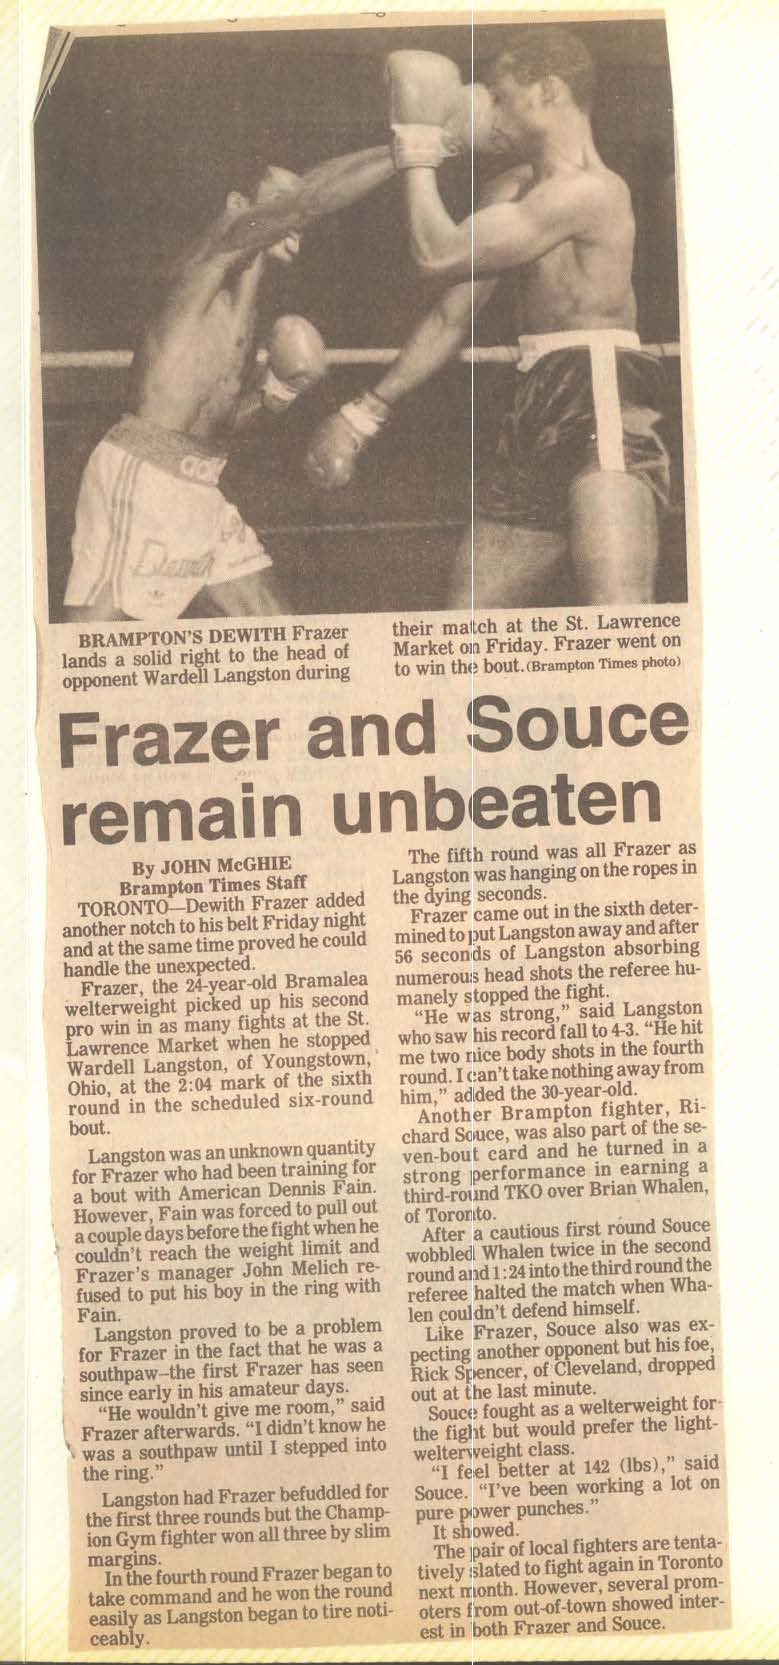 BRAMPTON'S DEWITH Frazer
lands a solid right to the head of
opponent Wardell Langston during
their match at the St. Lawrence
Market on Friday. Frazer went on
to win the bout. (Brampton Times photo)
Frazer and Souce
remain unbeaten
By JOHN McGHIE
Brampton Times Staff
TORONTO—Dewith Frazer added
another notch to his belt Friday night
and at the same time proved he could
handle the unexpected.
Frazer, the 24-year-old Bramalea
welterweight picked up his second
pro win in as many fights at the St.
Lawrence Market when he stopped
Wardell Langston, of Youngstown,
Ohio, at the 2:04 mark of the sixth
round in the scheduled six-round
bout.
Langston was an unknown quantity
for Frazer who had been training for
a bout with American Dennis Fain.
However, Fain was forced to pull out
a couple days before the fight when he
couldn't reach the weight limit and
Frazer's manager John Melich re-
fused to put his boy in the ring with
Fain.
Langston proved to be a problem
for Frazer in the fact that he was a
southpaw—the first Frazer has seen
since early in his amateur days.
"He wouldn't give me room," said
Frazer afterwards. "I didn't know he
was a southpaw until I stepped into
the ring."
Langston had Frazer befuddled for
the first three rounds but the Champ-
ion Gym fighter won all three by slim
margins.
In the fourth round Frazer began to
take command and he won the round
easily as Langston began to tire noti-
ceably.
The fifth round was all Frazer as
Langston was hanging on the ropes in
the dying seconds.
Frazer came out in the sixth deter-
mined to put Langston away and after
56 seconds of Langston absorbing
numerous head shots the referee hu-
manely stopped the fight.
"He was strong," said Langston
who saw his record fall to 4-3. "He hit
me two nice body shots in the fourth
round. I can't take nothing away from
him," added the 30-year-old.
Another Brampton fighter, Ri-
chard Souce, was also part of the se-
ven-bout card and he turned in a
strong performance in earning a
third-round TKO over Brian Whalen,
of Toronto.
After a cautious first round Souce
wobbled Whalen twice in the second
round and 1:24 into the third round the
referee halted the match when Wha-
len couldn't defend himself.
Like Frazer, Souce also was ex-
pecting another opponent but his foe,
Rick Spencer, of Cleveland, dropped
out at the last minute.
Souce fought as a welterweight for
the fight but would prefer the light-
welterweight class.
"I feel better at 142 (lbs)," said
Souce. "I've been working a lot on
pure power punches."
It showed.
The pair of local fighters are tenta-
tively slated to fight again in Toronto
next month. However, several prom-
oters from out-of-town showed inter-
est in both Frazer and Souce.